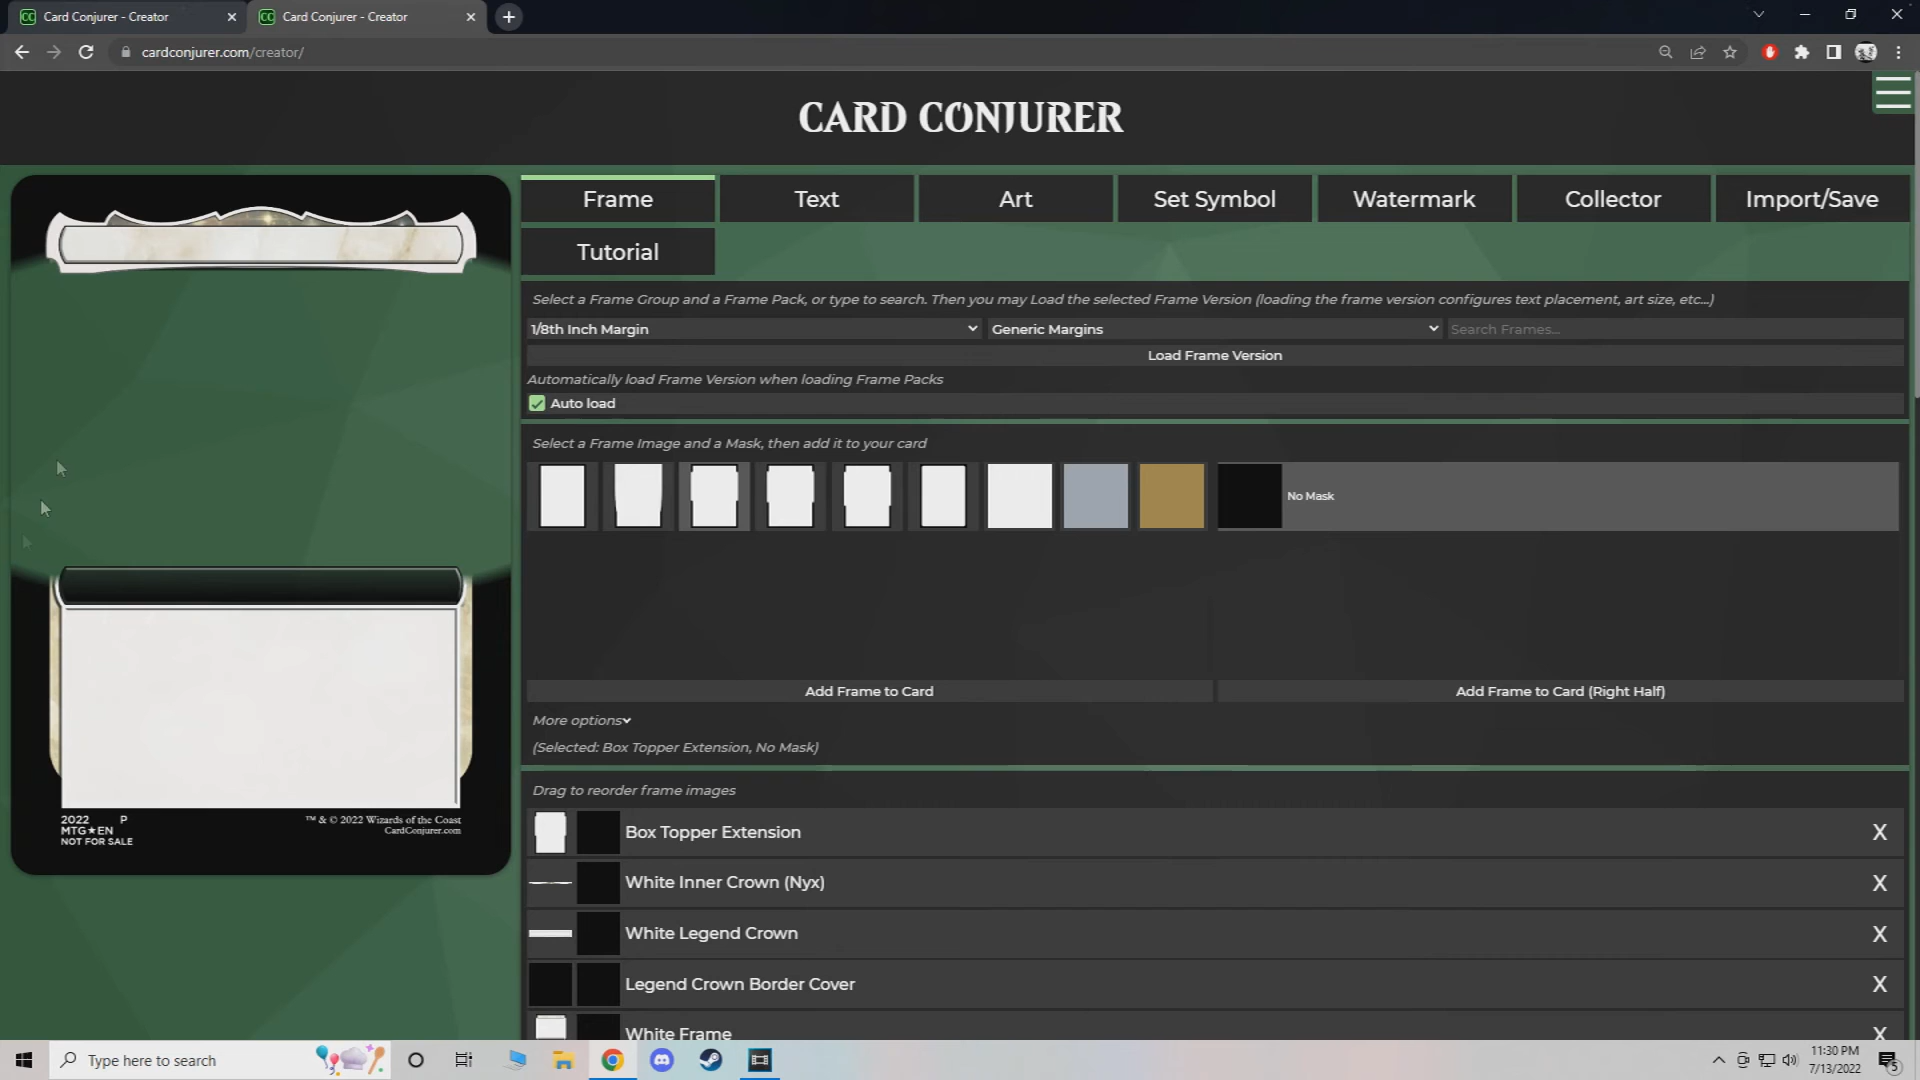 Card Conjurer - Creator
Card Conjurer - Creator
cardconjurer.com/creator/
CARD CONJURER
Frame
Text
Art
Set Symbol
Watermark
Collector
Import/Save
Tutorial
Select a Frame Group and a Frame Pack, or type to search. Then you may Load the selected Frame Version (loading the frame version configures text placement, art size, etc...)
1/8th Inch Margin
Generic Margins
Search Frames...
Load Frame Version
Automatically load Frame Version when loading Frame Packs
Auto load
Select a Frame Image and a Mask, then add it to your card
No Mask
Add Frame to Card
Add Frame to Card (Right Half)
More options
(Selected: Box Topper Extension, No Mask)
Drag to reorder frame images
Box Topper Extension X
White Inner Crown (Nyx) X
White Legend Crown X
Legend Crown Border Cover X
White Frame X
2022 P
MTG★EN
NOT FOR SALE
™ & © 2022 Wizards of the Coast
CardConjurer.com
Type here to search
11:30 PM
7/13/2022
5